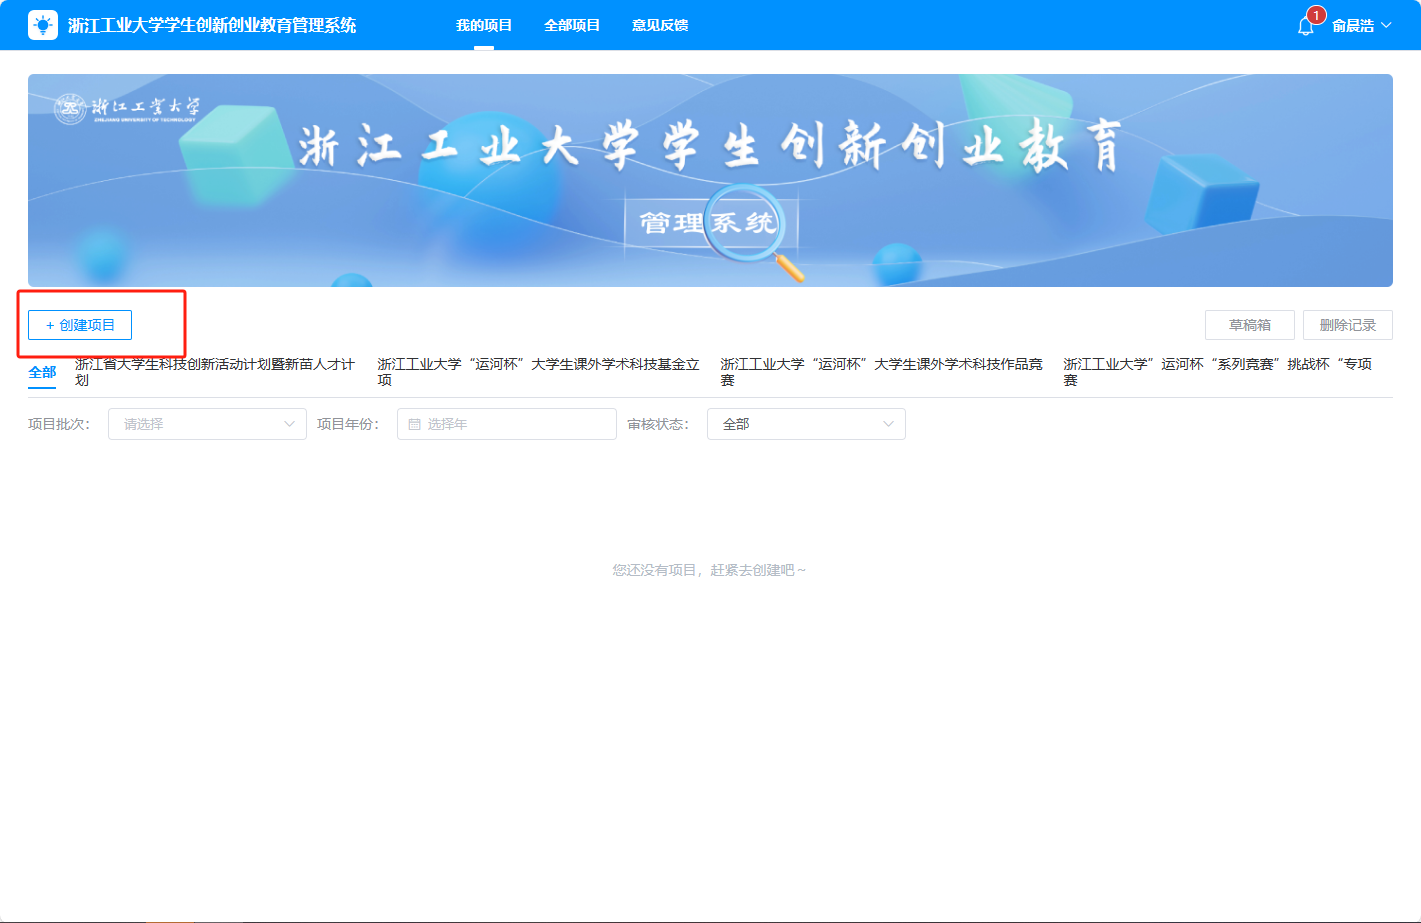 浙江工业大学学生创新创业教育管理系统
我的项目
全部项目
意见反馈
1
俞晨浩
浙江工业大学
ZHEJIANG UNIVERSITY OF TECHNOLOGY
浙江工业大学学生创新创业教育
管理系统
+ 创建项目
草稿箱
删除记录
全部
浙江省大学生科技创新活动计划暨新苗人才计
划
浙江工业大学“运河杯”大学生课外学术科技基金立
项
浙江工业大学“运河杯”大学生课外学术科技作品竞
赛
浙江工业大学”运河杯“系列竞赛”挑战杯“专项
赛
项目批次：
请选择
项目年份：
选择年
审核状态：
全部
您还没有项目，赶紧去创建吧～